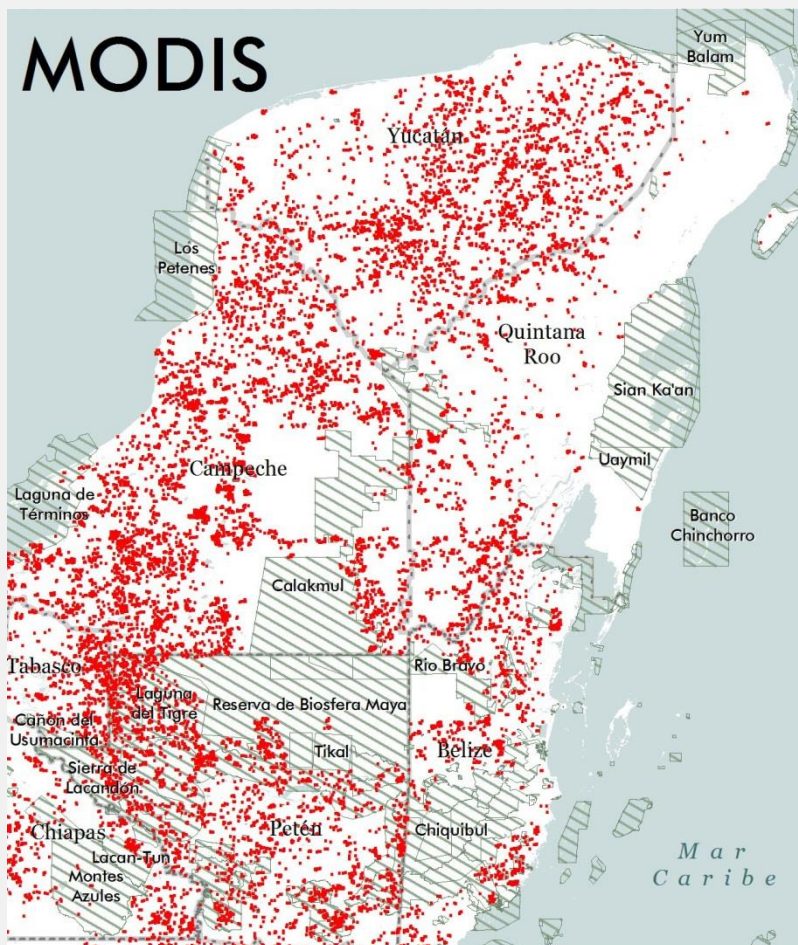 MODIS
Yum
Balam
Yucatán
Los
Petenes
Quintana
Roo
Sian Ka'an
Uaymil
Campeche
Laguna de
Términos
Banco
Chinchorro
Calakmul
Tabasco
Río Bravo
Laguna
del Tigre
Reserva de Biosfera Maya
Cañon del
Usumacinta
Tikal
Belize
Sierra de
Lacandón
Chiapas
Petén
Chiquibul
Lacan-Tun
Montes
Azules
Mar
Caribe